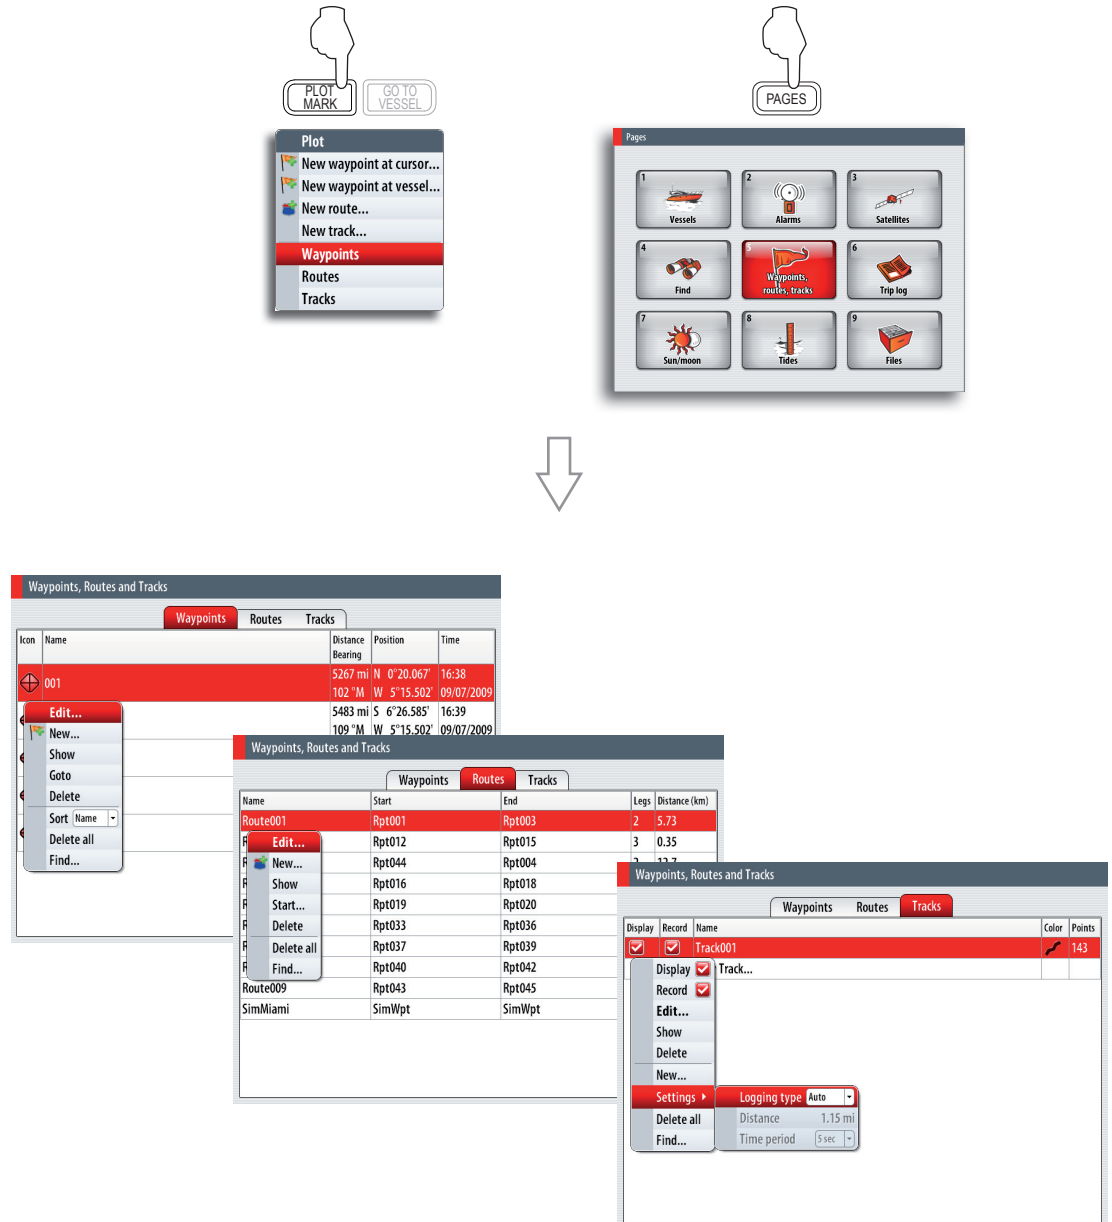 PLOT
MARK
GO TO
VESSEL
PAGES
Plot
New waypoint at cursor...
New waypoint at vessel...
New route...
New track...
Waypoints
Routes
Tracks
Pages
1
Vessels
2
Alarms
3
Satellites
4
Find
5
Waypoints,
routes, tracks
6
Trip log
7
Sun/moon
8
Tides
9
Files
Waypoints, Routes and Tracks
Waypoints Routes Tracks
Icon Name Distance Position Time
Bearing
001 5267 mi N 0°20.067' 16:38
102 °M W 5°15.502' 09/07/2009
5483 mi S 6°26.585' 16:39
109 °M W 5°15.502' 09/07/2009
Edit...
New...
Show
Goto
Delete
Sort Name
Delete all
Find...
Waypoints, Routes and Tracks
Waypoints Routes Tracks
Name Start End Legs Distance (km)
Route001 Rpt001 Rpt003 2 5.73
R Rpt012 Rpt015 3 0.35
R Rpt044 Rpt004
R Rpt016 Rpt018
R Rpt019 Rpt020
R Rpt033 Rpt036
R Rpt037 Rpt039
R Rpt040 Rpt042
Route009 Rpt043 Rpt045
SimMiami SimWpt SimWpt
Edit...
New...
Show
Start...
Delete
Delete all
Find...
Waypoints, Routes and Tracks
Waypoints Routes Tracks
Display Record Name Color Points
Track001 143
Track...
Display
Record
Edit...
Show
Delete
New...
Settings
Delete all
Find...
Logging type Auto
Distance 1.15 mi
Time period 5 sec